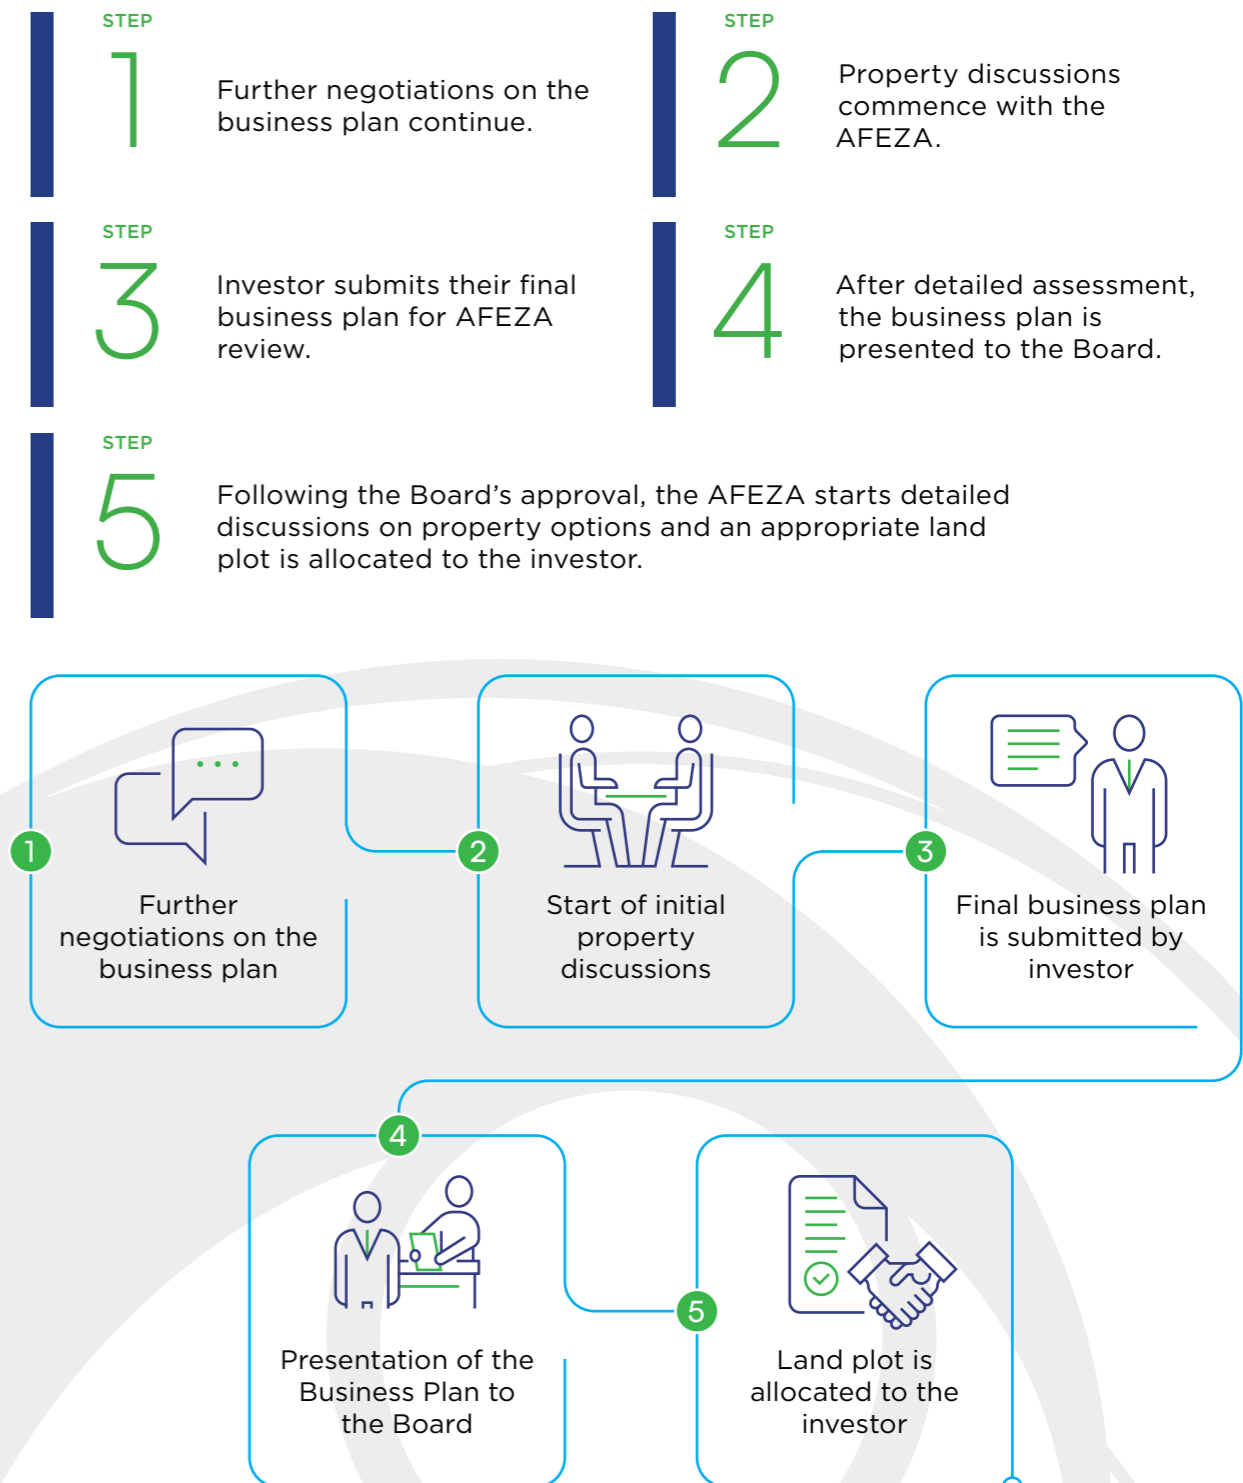 STEP
1
Further negotiations on the
business plan continue.
STEP
2
Property discussions
commence with the
AFEZA.
STEP
3
Investor submits their final
business plan for AFEZA
review.
STEP
4
After detailed assessment,
the business plan is
presented to the Board.
STEP
5
Following the Board’s approval, the AFEZA starts detailed
discussions on property options and an appropriate land
plot is allocated to the investor.
1
Further
negotiations on the
business plan
2
Start of initial
property
discussions
3
Final business plan
is submitted by
investor
4
Presentation of the
Business Plan to
the Board
5
Land plot is
allocated to the
investor